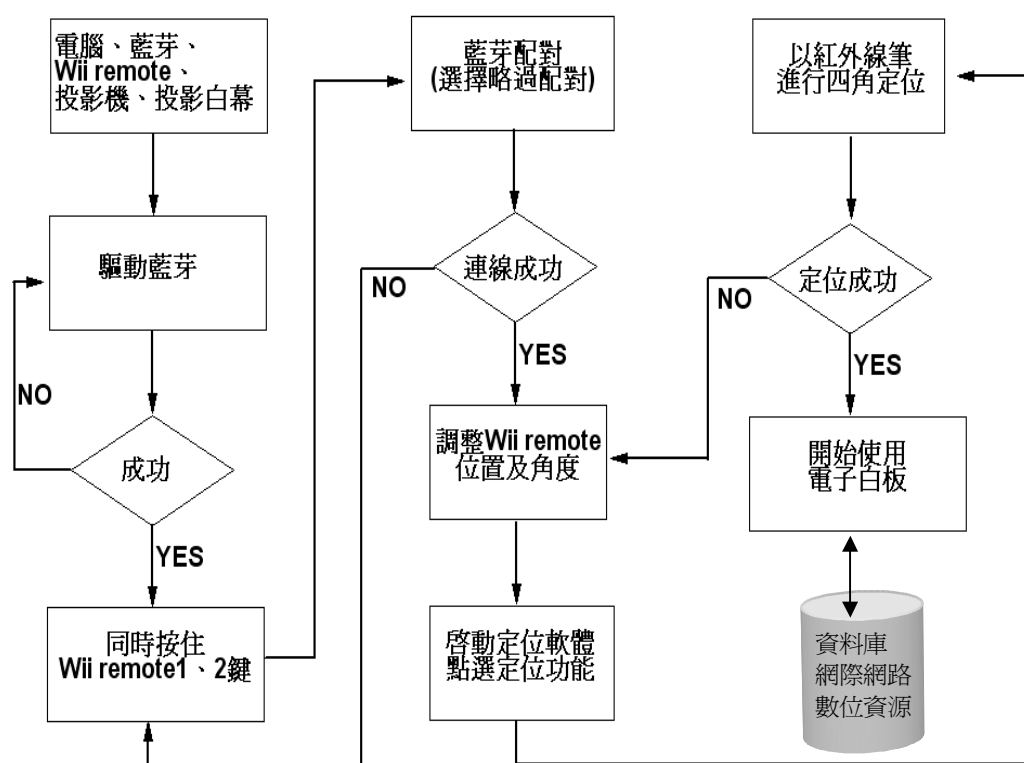 電腦、藍芽、
Wii remote、
投影機、投影白幕
驅動藍芽
NO
成功
YES
同時按住
Wii remote1、2鍵
藍芽配對
(選擇略過配對)
連線成功
NO
YES
調整Wii remote
位置及角度
啓動定位軟體
點選定位功能
以紅外線筆
進行四角定位
定位成功
NO
YES
開始使用
電子白板
資料庫
網際網路
數位資源